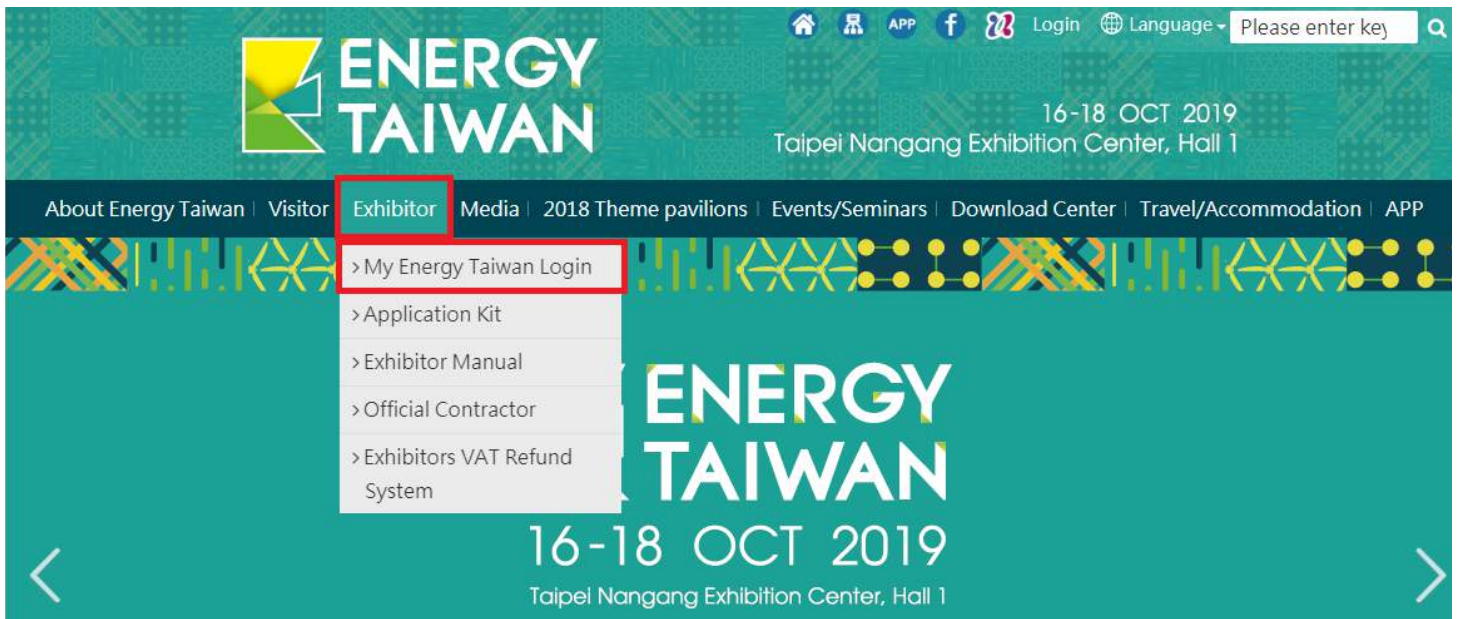 APP
Login
Language
Please enter key
ENERGY
TAIWAN
16-18 OCT 2019
Taipei Nangang Exhibition Center, Hall 1
About Energy Taiwan | Visitor | Exhibitor | Media | 2018 Theme pavilions | Events/Seminars | Download Center | Travel/Accommodation | APP
> My Energy Taiwan Login
> Application Kit
> Exhibitor Manual
> Official Contractor
> Exhibitors VAT Refund
System
ENERGY
TAIWAN
16-18 OCT 2019
Taipei Nangang Exhibition Center, Hall 1